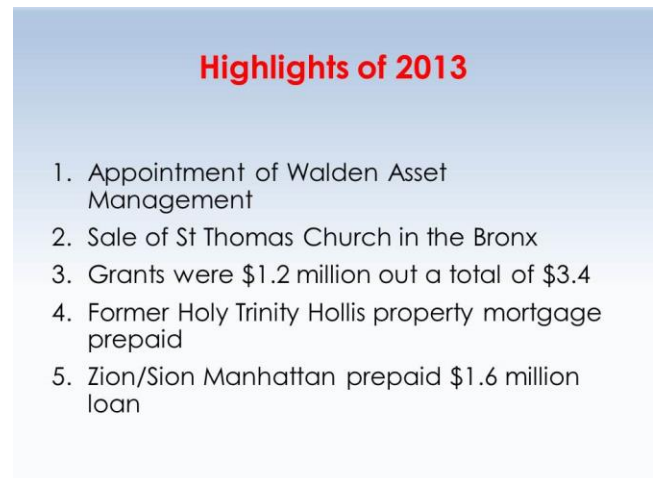 Highlights of 2013
1. Appointment of Walden Asset
Management
2. Sale of St Thomas Church in the Bronx
3. Grants were $1.2 million out a total of $3.4
4. Former Holy Trinity Hollis property mortgage
prepaid
5. Zion/Sion Manhattan prepaid $1.6 million
loan